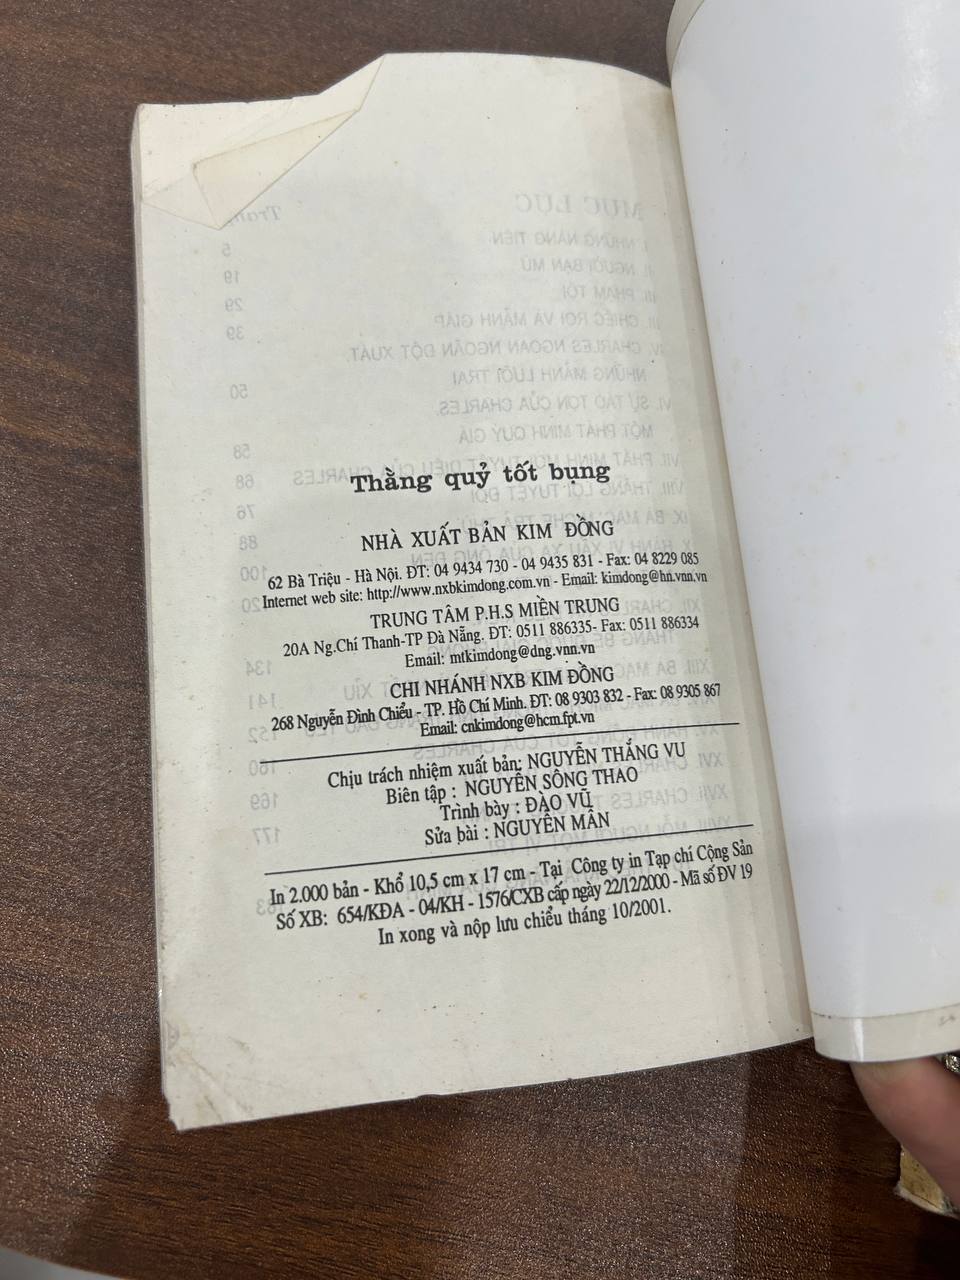 Thằng quỷ tốt bụng
NHÀ XUẤT BẢN KIM ĐỒNG
62 Bà Triệu - Hà Nội. ĐT: 04 9434 730 - 04 9435 831 - Fax: 04 8229 085
Internet web site: http://www.nxbkimdong.com.vn - Email: kimdong@hn.vnn.vn
TRUNG TÂM P.H.S MIỀN TRUNG
20A Ng.Chí Thanh-TP Đà Nẵng. ĐT: 0511 886335- Fax: 0511 886334
Email: mtkimdong@dng.vnn.vn
CHI NHÁNH NXB KIM ĐỒNG
268 Nguyễn Đình Chiểu - TP. Hồ Chí Minh. ĐT: 08 9303 832 - Fax: 08 9305 867
Email: cnkimdong@hcm.fpt.vn
Chịu trách nhiệm xuất bản: NGUYỄN THẮNG VU
Biên tập : NGUYỄN SÔNG THAO
Trình bày : ĐÀO VŨ
Sửa bài : NGUYÊN MÂN
In 2.000 bản - Khổ 10,5 cm x 17 cm - Tại Công ty in Tạp chí Cộng Sản
Số XB: 654/KĐA - 04/KH - 1576/CXB cấp ngày 22/12/2000 - Mã số ĐV 19
In xong và nộp lưu chiểu tháng 10/2001.